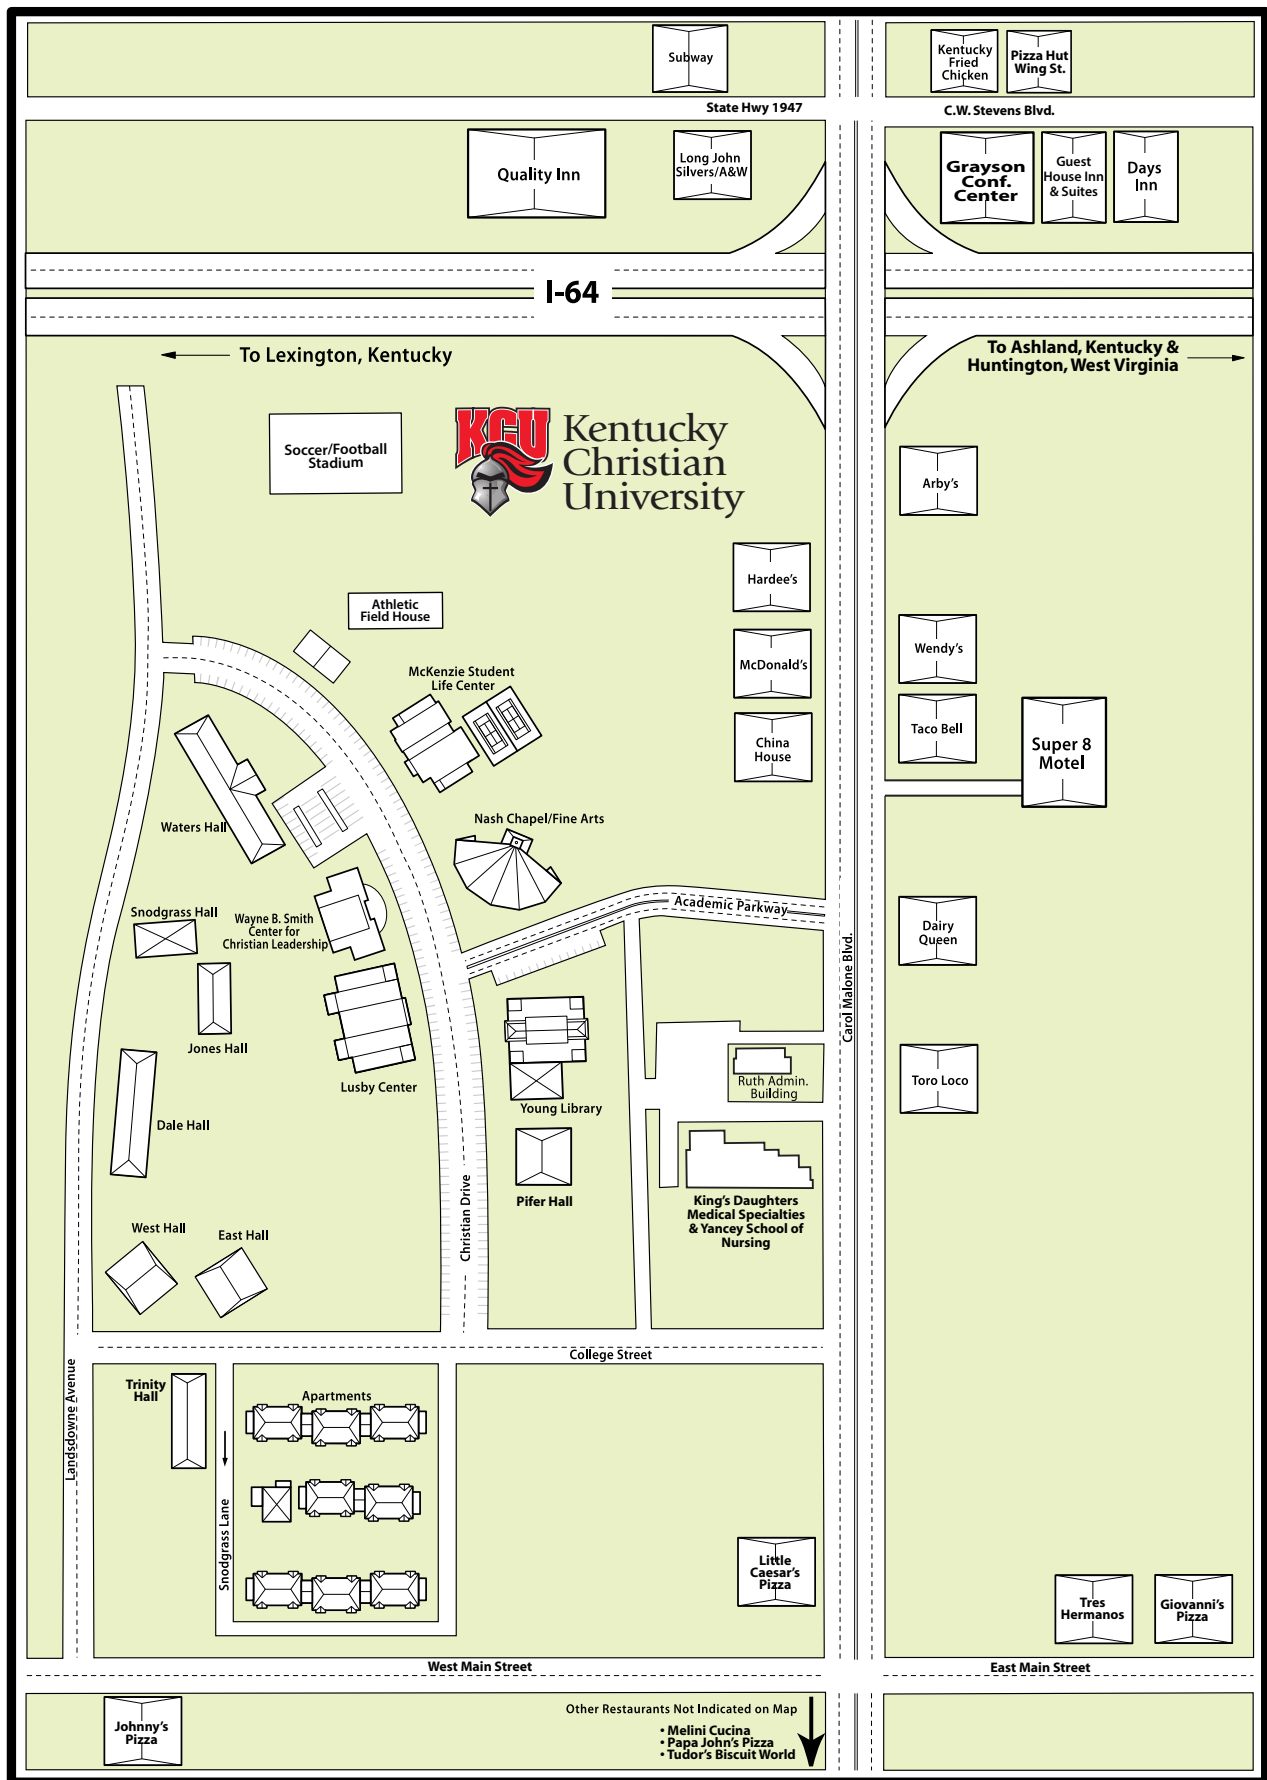 Subway
Kentucky
Fried
Chicken
Pizza Hut
Wing St.
State Hwy 1947
C.W. Stevens Blvd.
Quality Inn
Long John
Silvers/A&W
Grayson
Conf.
Center
Guest
House Inn
& Suites
Days
Inn
I-64
To Lexington, Kentucky
To Ashland, Kentucky &
Huntington, West Virginia
Soccer/Football
Stadium
KCU
Kentucky
Christian
University
Arby's
Hardee's
Athletic
Field House
McKenzie Student
Life Center
McDonald's
Wendy's
China
House
Taco Bell
Super 8
Motel
Waters Hall
Nash Chapel/Fine Arts
Snodgrass Hall
Wayne B. Smith
Center for
Christian Leadership
Academic Parkway
Dairy
Queen
Carol Malone Blvd.
Jones Hall
Lusby Center
Young Library
Ruth Admin.
Building
Toro Loco
Dale Hall
Christian Drive
Pifer Hall
King's Daughters
Medical Specialties
& Yancey School of
Nursing
West Hall
East Hall
College Street
Landsdowne Avenue
Trinity
Hall
Apartments
Snodgrass Lane
Little
Caesar's
Pizza
Tres
Hermanos
Giovanni's
Pizza
West Main Street
East Main Street
Johnny's
Pizza
Other Restaurants Not Indicated on Map
• Melini Cucina
• Papa John's Pizza
• Tudor's Biscuit World